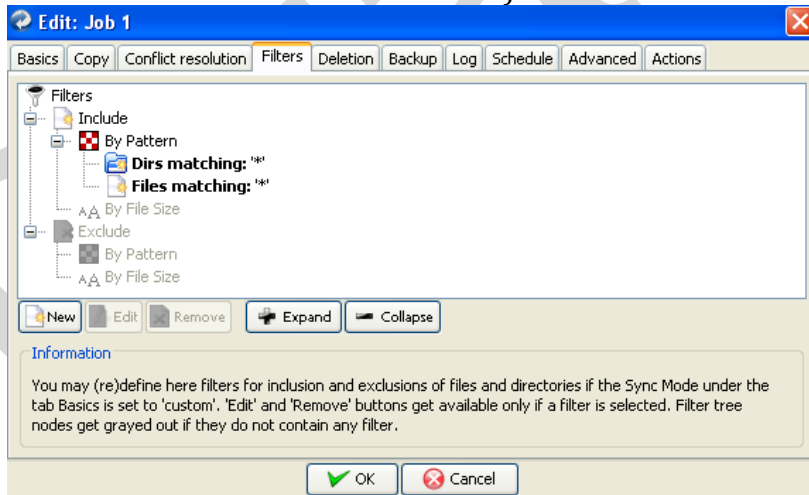 Edit: Job 1
Basics Copy Conflict resolution Filters Deletion Backup Log Schedule Advanced Actions
Filters
Include
By Pattern
Dirs matching: '*'
Files matching: '*'
AA By File Size
Exclude
By Pattern
AA By File Size
New Edit Remove Expand Collapse
Information
You may (re)define here filters for inclusion and exclusions of files and directories if the Sync Mode under the
tab Basics is set to 'custom'. 'Edit' and 'Remove' buttons get available only if a filter is selected. Filter tree
nodes get grayed out if they do not contain any filter.
OK Cancel